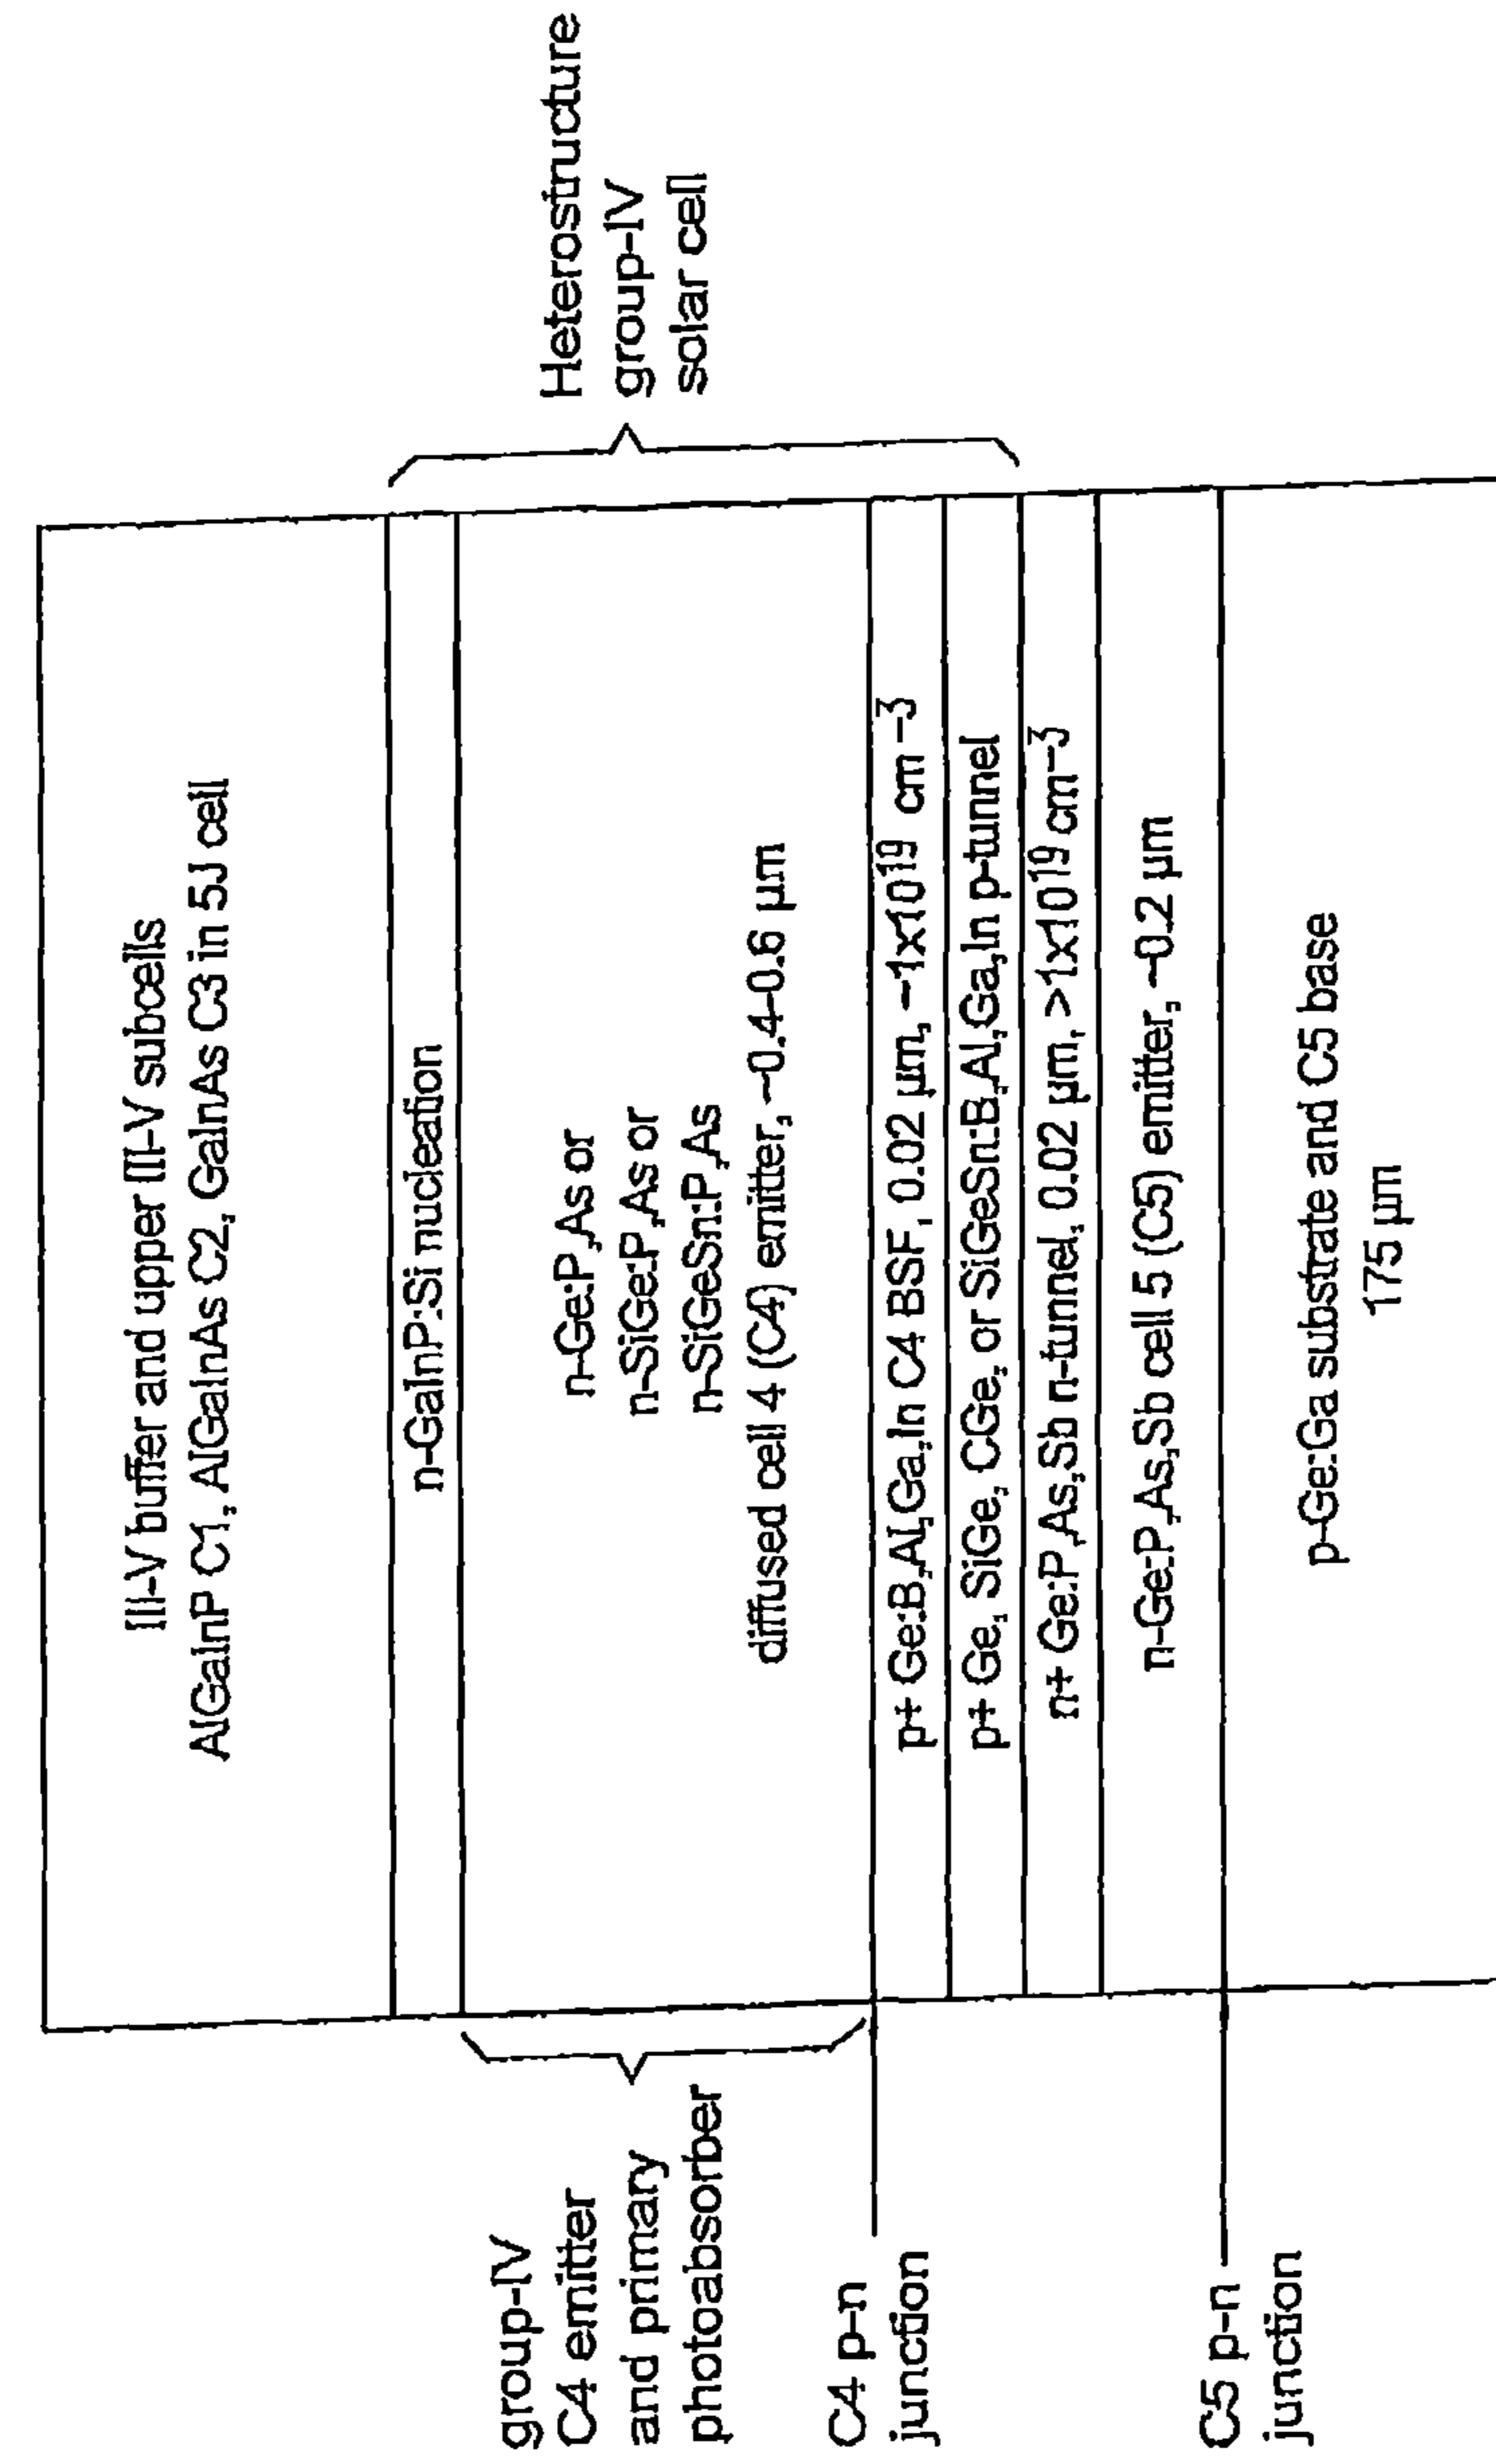 III-V buffer and upper III-V subcells
AlGaInP C1, AlGaInAs C2, GaInAs C3 in 5J cell
n-GaInP:Si nucleation
n-Ge:P,As or
n-SiGe:P,As or
n-SiGeSn:P,As
diffused cell 4 (C4) emitter, ~0.4-0.6 µm
p+ Ge:B,Al,Ga,In C4 BSF, 0.02 µm, ~1x10¹⁹ cm⁻³
p+ Ge, SiGe, CGe, or SiGeSn:B,Al,Ga,In p-tunnel
n+ Ge:P,As,Sb n-tunnel, 0.02 µm, >1x10¹⁹ cm⁻³
n-Ge:P,As,Sb cell 5 (C5) emitter, ~0.2 µm
p-Ge:Ga substrate and C5 base
175 µm
Heterostructure
group-IV
solar cell
group-IV
C4 emitter
and primary
photoabsorber
C4 p-n
junction
C5 p-n
junction